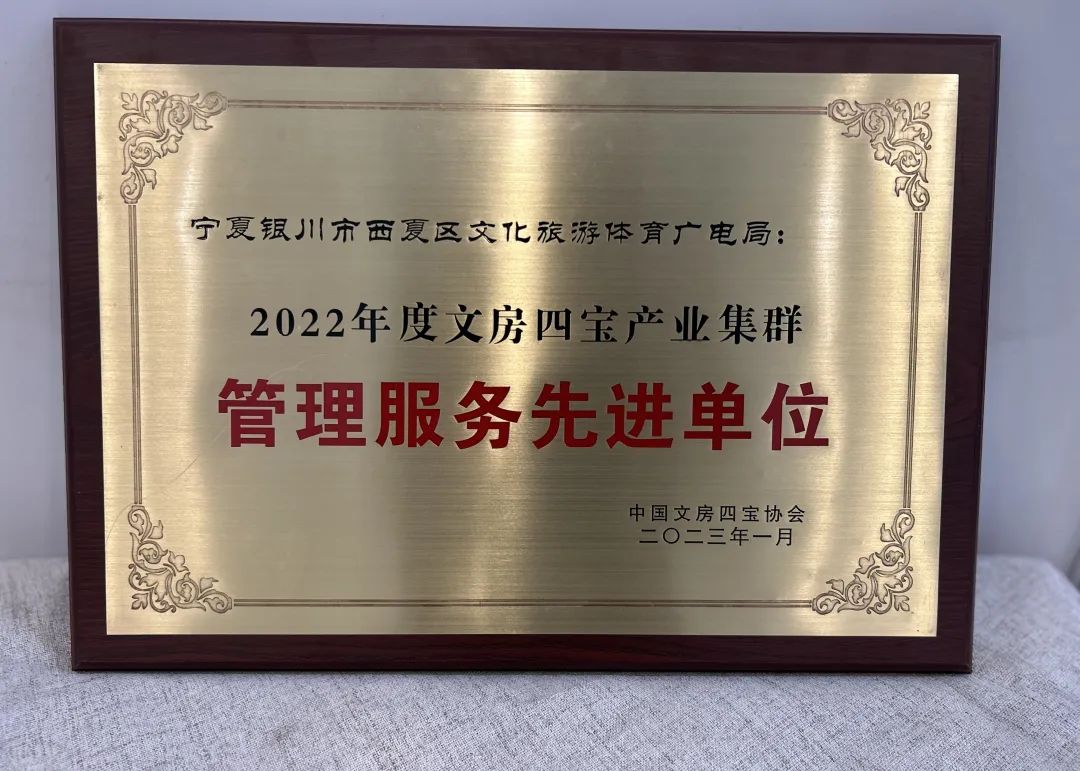 宁夏银川市西夏区文化旅游体育广电局：
2022年度文房四宝产业集群
管理服务先进单位
中国文房四宝协会
二〇二三年一月